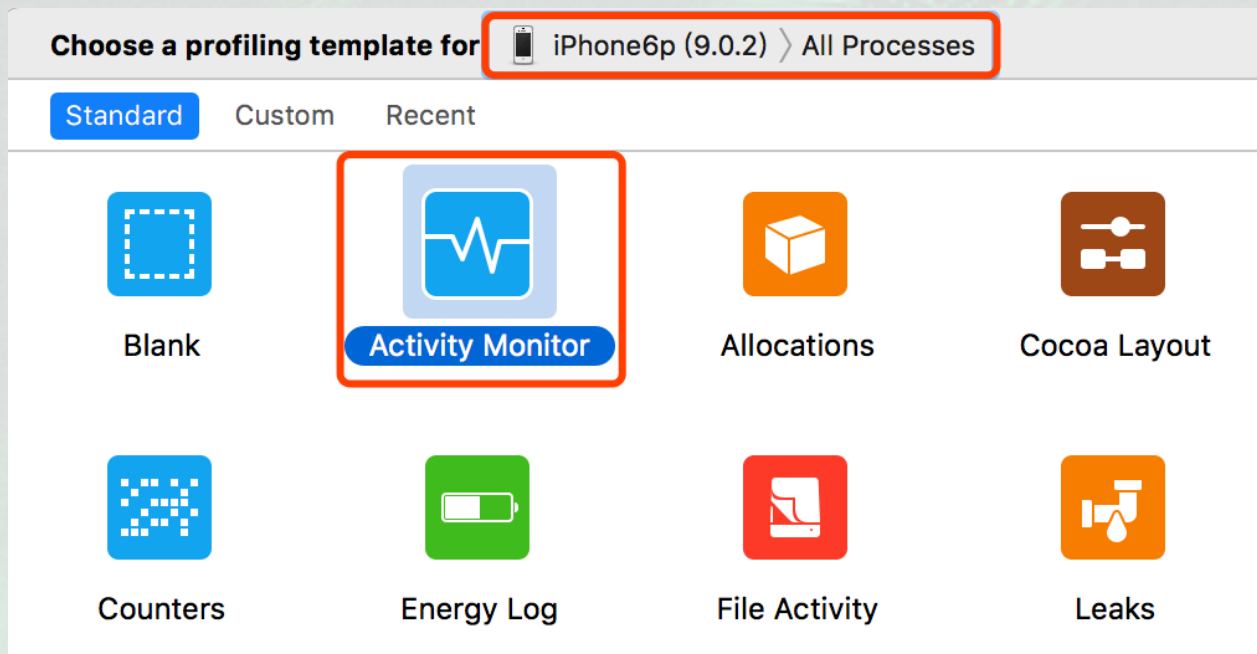 Choose a profiling template for iPhone6p (9.0.2) 〉 All Processes
Standard Custom Recent
Blank Activity Monitor Allocations Cocoa Layout
Counters Energy Log File Activity Leaks